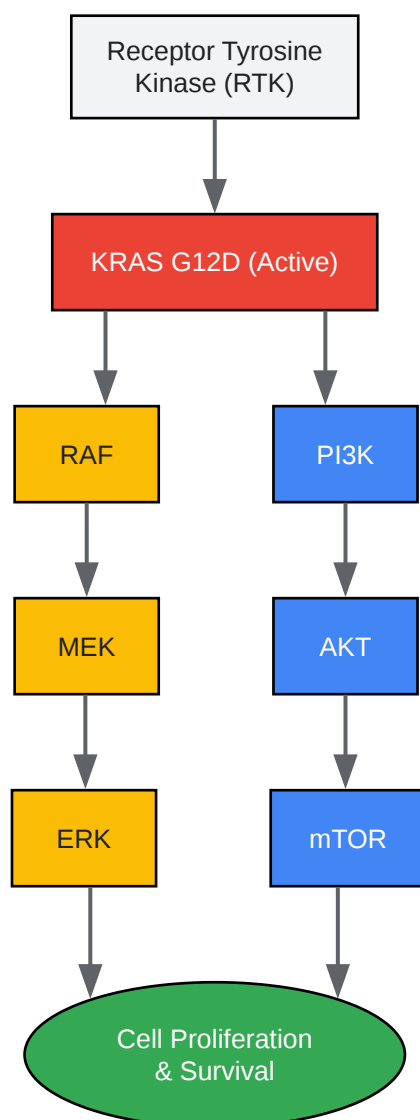 Receptor Tyrosine
Kinase (RTK)
KRAS G12D (Active)
RAF
PI3K
MEK
AKT
ERK
mTOR
Cell Proliferation
& Survival